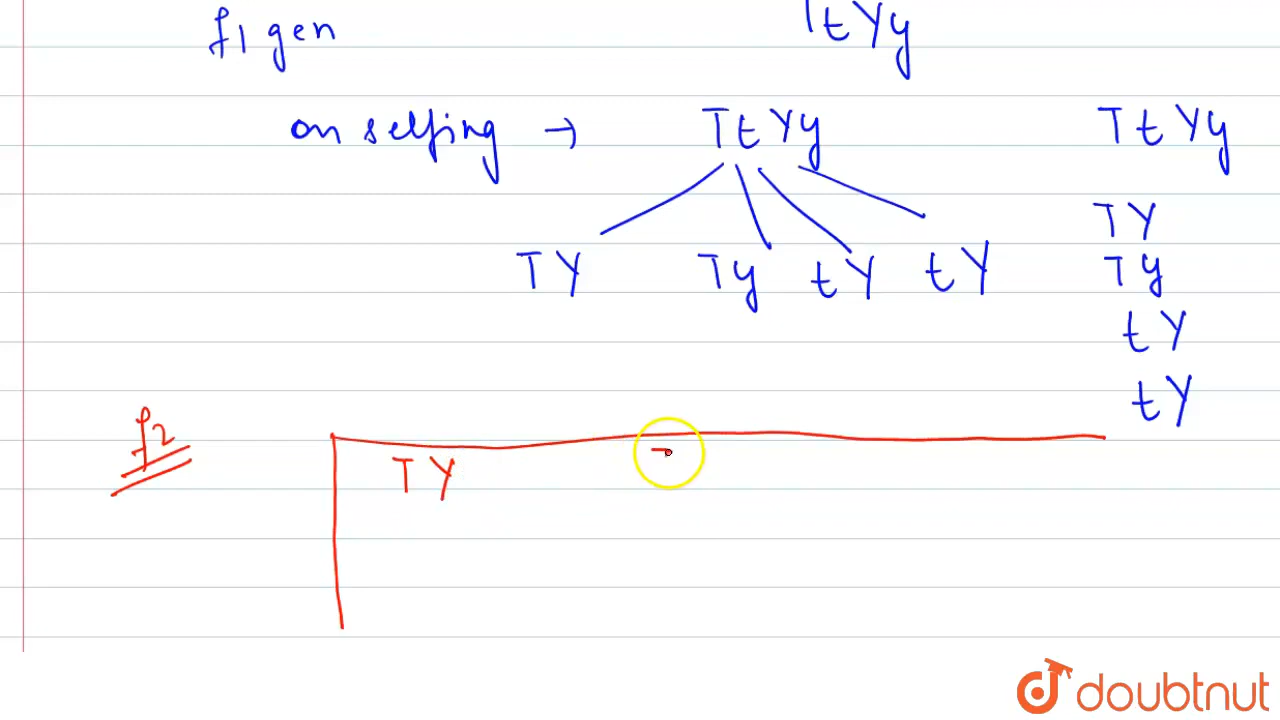 f1 gen TtYy
on selfing → TtYy TtYy
TY
TY Ty tY tY Ty
tY
tY
f2
TY T
doubtnut